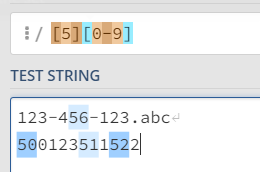 / [5][0-9]
TEST STRING
123-456-123.abc↵
500123511522